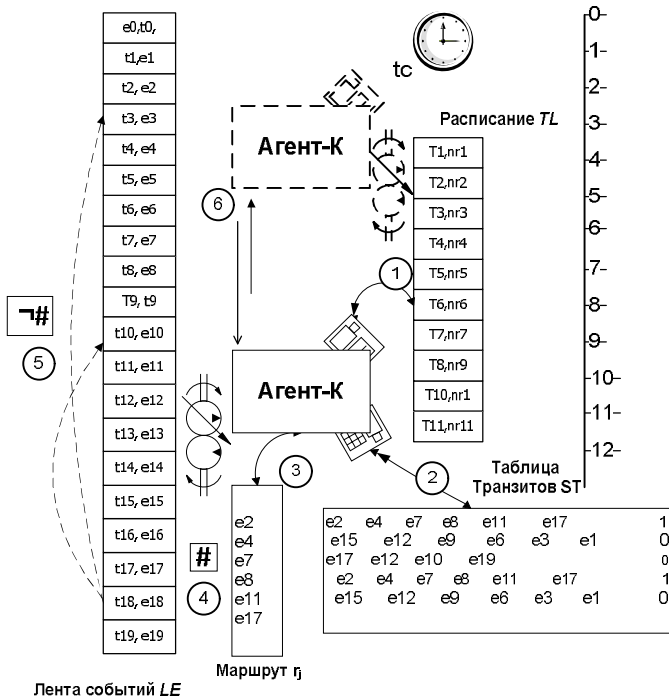 e0,t0,
t1,e1
t2, e2
t3, e3
t4, e4
t5, e5
t6, e6
t7, e7
t8, e8
T9, t9
t10, e10
t11, e11
t12, e12
t13, e13
t14, e14
t15, e15
t16, e16
t17, e17
t18, e18
t19, e19
Лента событий LE
¬#
5
6
Агент-К
tc
Расписание TL
T1,nr1
T2,nr2
T3,nr3
T4,nr4
T5,nr5
T6,nr6
T7,nr7
T8,nr9
T10,nr1
T11,nr11
0
1
2
3
4
5
6
7
8
9
10
11
12
1
Агент-К
3
2
#
4
e2
e4
e7
e8
e11
e17
Маршрут rj
Таблица
Транзитов ST
e2 e4 e7 e8 e11 e17 1
e15 e12 e9 e6 e3 e1 0
e17 e12 e10 e19 0
e2 e4 e7 e8 e11 e17 1
e15 e12 e9 e6 e3 e1 0